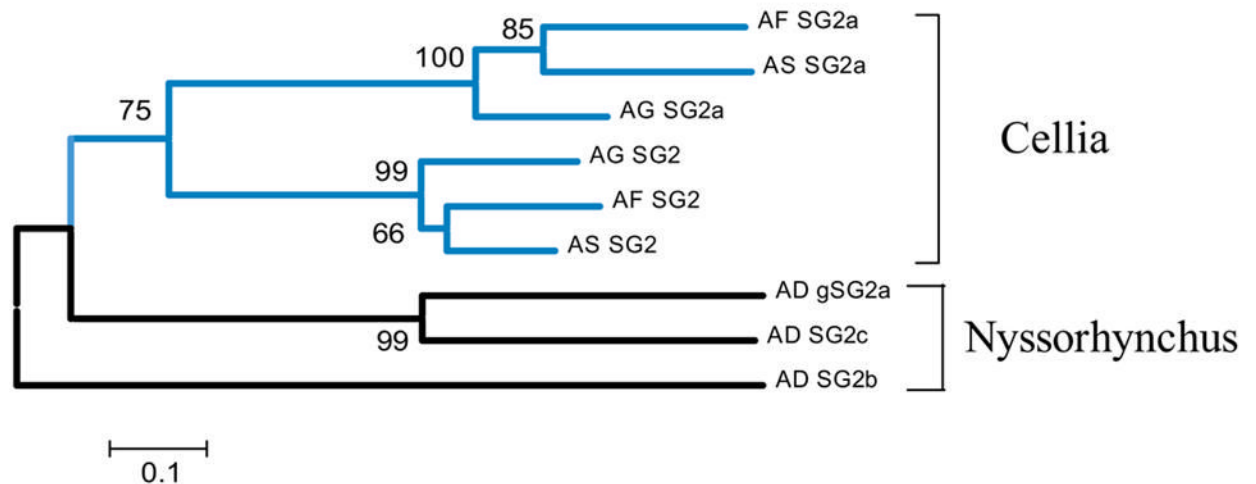 AF SG2a
85
AS SG2a
100
AG SG2a
75
Cellia
AG SG2
99
AF SG2
66
AS SG2
AD gSG2a
AD SG2c
99
Nyssorhynchus
AD SG2b
0.1